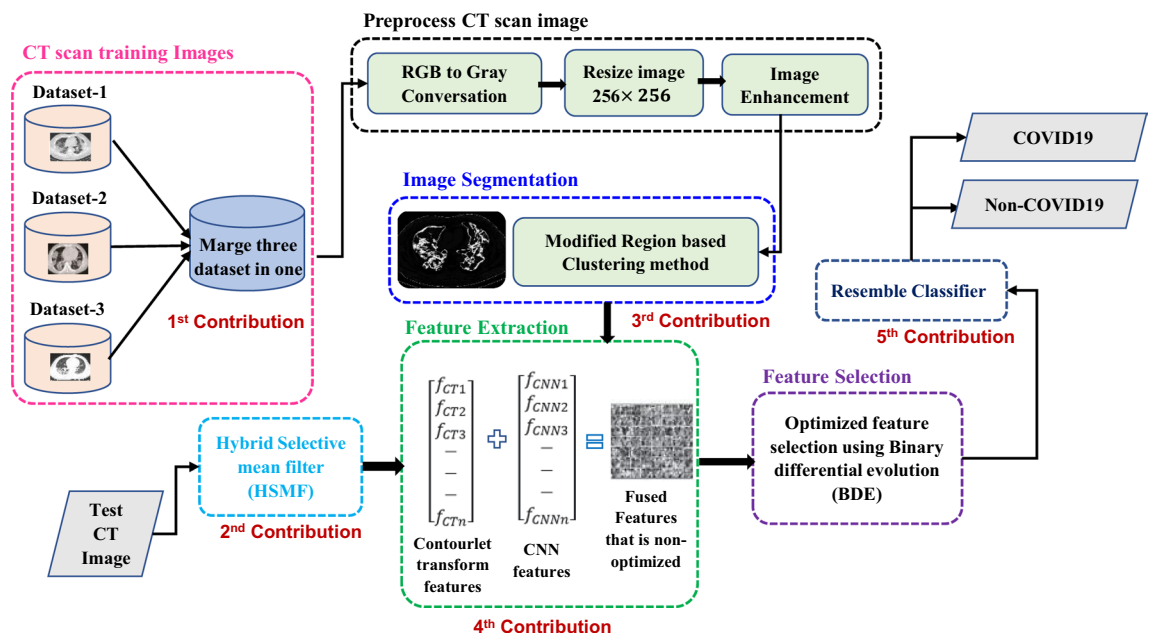 Preprocess CT scan image
CT scan training Images
Dataset-1
Dataset-2
Dataset-3
Marge three
dataset in one
1st Contribution
RGB to Gray
Conversation
Resize image
256× 256
Image
Enhancement
Image Segmentation
Modified Region based
Clustering method
3rd Contribution
COVID19
Non-COVID19
Resemble Classifier
5th Contribution
Feature Extraction
fCT1
fCT2
fCT3
–
–
–
fCTn
+
fCNN1
fCNN2
fCNN3
–
–
–
fCNNn
=
Contourlet
transform
features
CNN
features
Fused
Features
that is non-
optimized
4th Contribution
Feature Selection
Optimized feature
selection using Binary
differential evolution
(BDE)
Hybrid Selective
mean filter
(HSMF)
2nd Contribution
Test
CT
Image